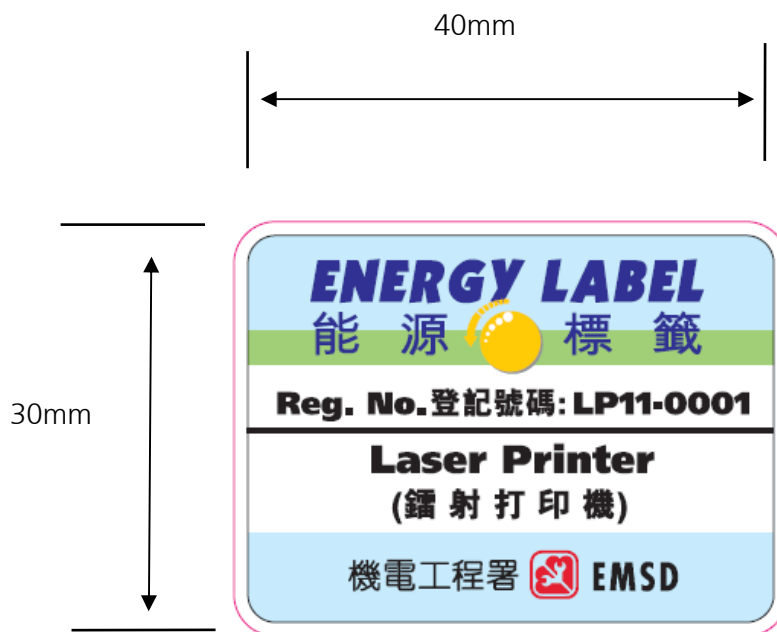 40mm
30mm
ENERGY LABEL
能源標籤
Reg. No.登記號碼: LP11-0001
Laser Printer
(鐳射打印機)
機電工程署 EMSD